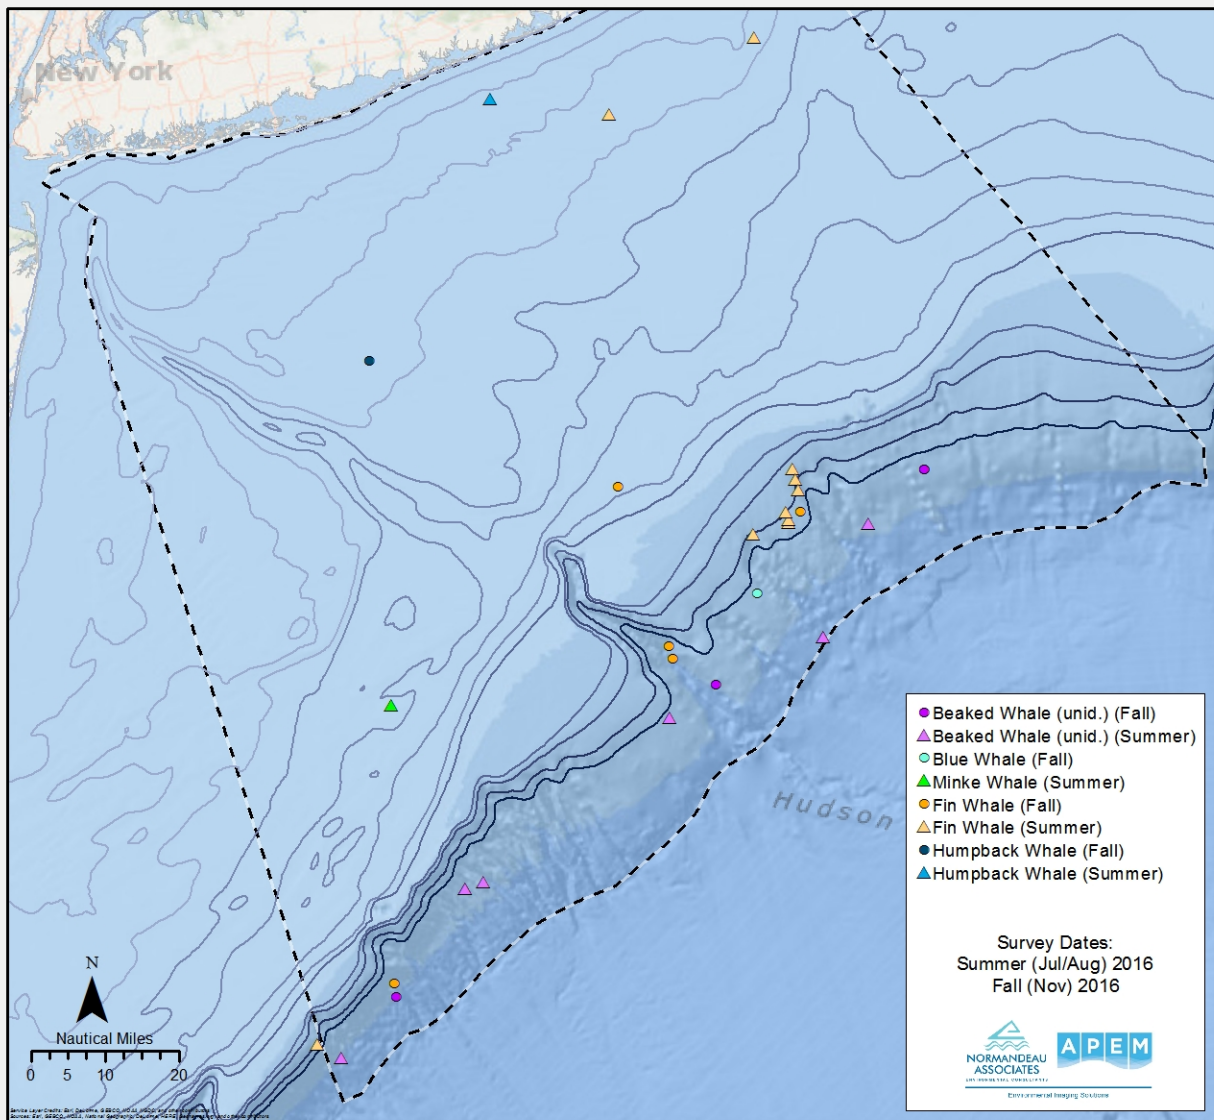 New York
Hudson
Beaked Whale (unid.) (Fall)
Beaked Whale (unid.) (Summer)
Blue Whale (Fall)
Minke Whale (Summer)
Fin Whale (Fall)
Fin Whale (Summer)
Humpback Whale (Fall)
Humpback Whale (Summer)
Survey Dates:
Summer (Jul/Aug) 2016
Fall (Nov) 2016
NORMANDEAU
ASSOCIATES
ENVIRONMENTAL CONSULTANTS
APEM
Environmental Imaging Solutions
N
Nautical Miles
0 5 10 20